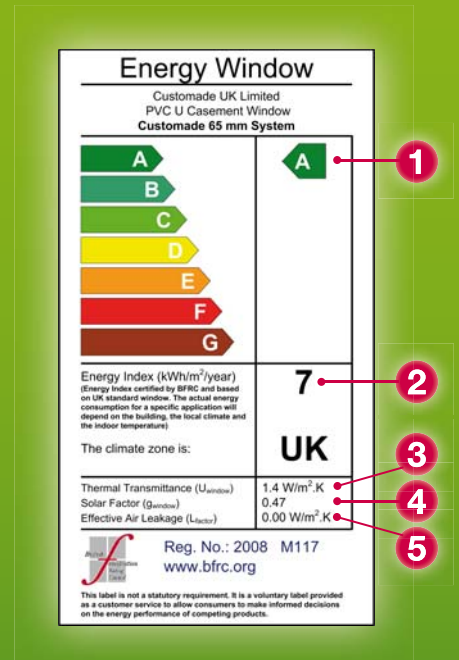 Energy Window
Customade UK Limited
PVC U Casement Window
Customade 65 mm System
A
A
1
B
C
D
E
F
G
Energy Index (kWh/m²/year)
(Energy Index certified by BFRC and based
on UK standard window. The actual energy
consumption for a specific application will
depend on the building, the local climate and
the indoor temperature)
7
2
The climate zone is:
UK
3
Thermal Transmittance (Uwindow)
1.4 W/m².K
Solar Factor (gwindow)
0.47
4
Effective Air Leakage (Lfactor)
0.00 W/m².K
5
British
Fenestration
Rating
Council
Reg. No.: 2008 M117
www.bfrc.org
This label is not a statutory requirement. It is a voluntary label provided
as a customer service to allow consumers to make informed decisions
on the energy performance of competing products.